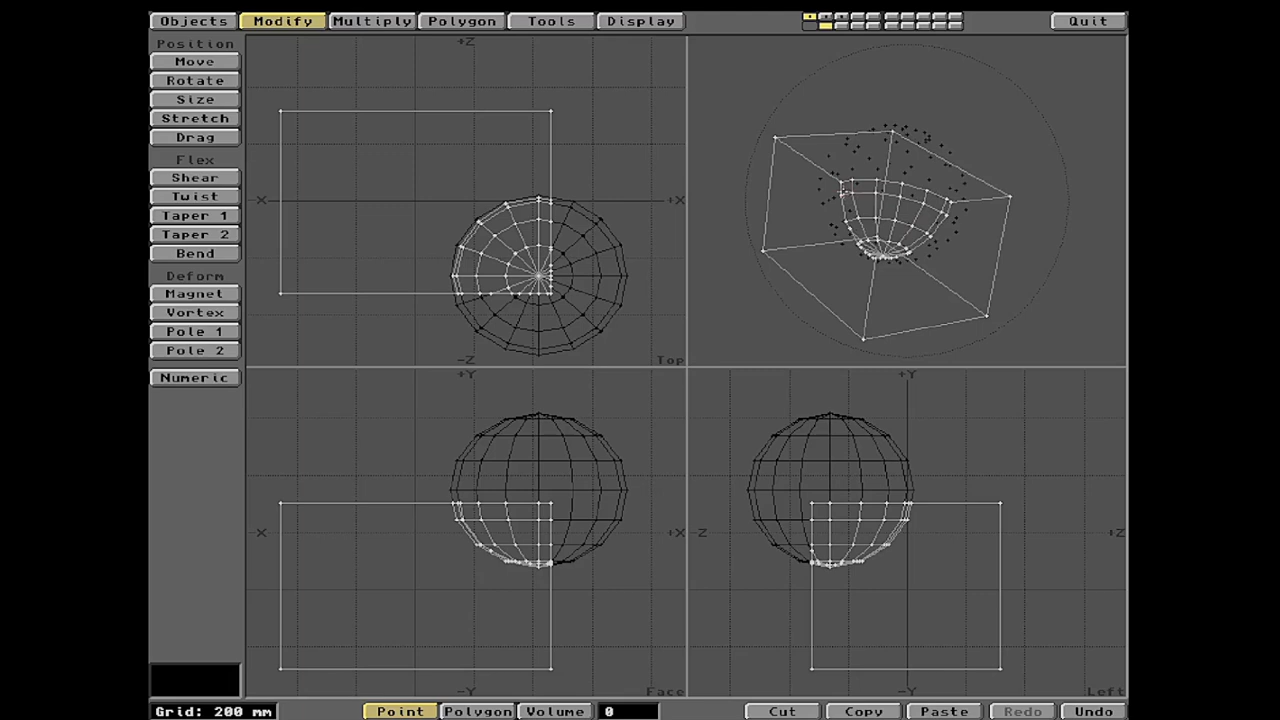 Objects Modify Multiply Polygon Tools Display Quit
Position
Move
Rotate
Size
Stretch
Drag
Flex
Shear
Twist
Taper 1
Taper 2
Bend
Deform
Magnet
Vortex
Pole 1
Pole 2
Numeric
+Z
-X
+X
-Z
Top
+Y
-X
+X
-Y
Face
+Y
-Z
+Z
-Y
Left
Grid: 200 mm Point Polygon Volume 0 Cut Copy Paste Redo Undo